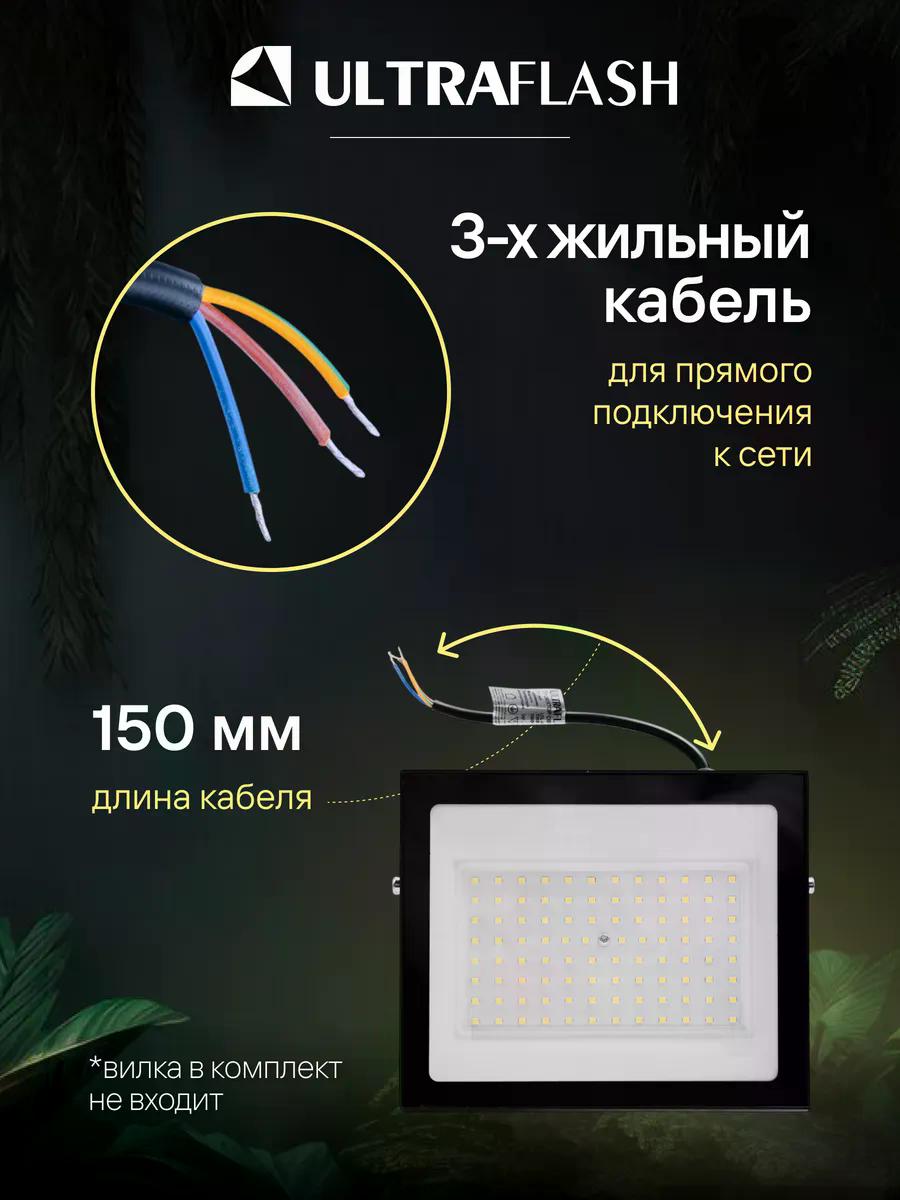 ULTRAFLASH
3-х жильный
кабель
для прямого
подключения
к сети
150 мм
длина кабеля
*вилка в комплект
не входит